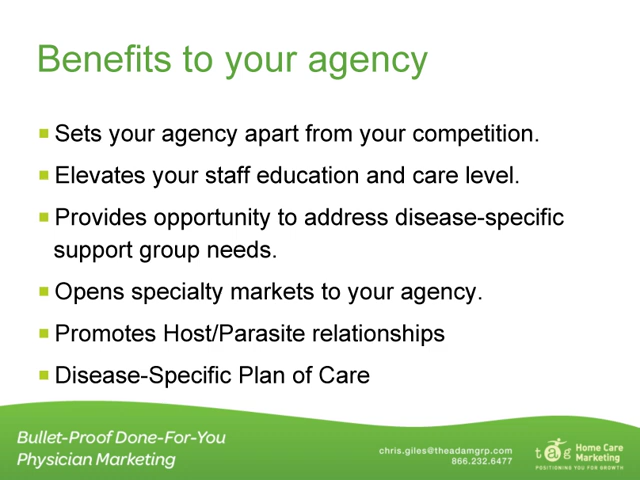 Benefits to your agency
Sets your agency apart from your competition.
Elevates your staff education and care level.
Provides opportunity to address disease-specific
support group needs.
Opens specialty markets to your agency.
Promotes Host/Parasite relationships
Disease-Specific Plan of Care
Bullet-Proof Done-For-You
Physician Marketing
chris.giles@theadamgrp.com
866.232.6477
tag Home Care
Marketing
POSITIONING YOU FOR GROWTH